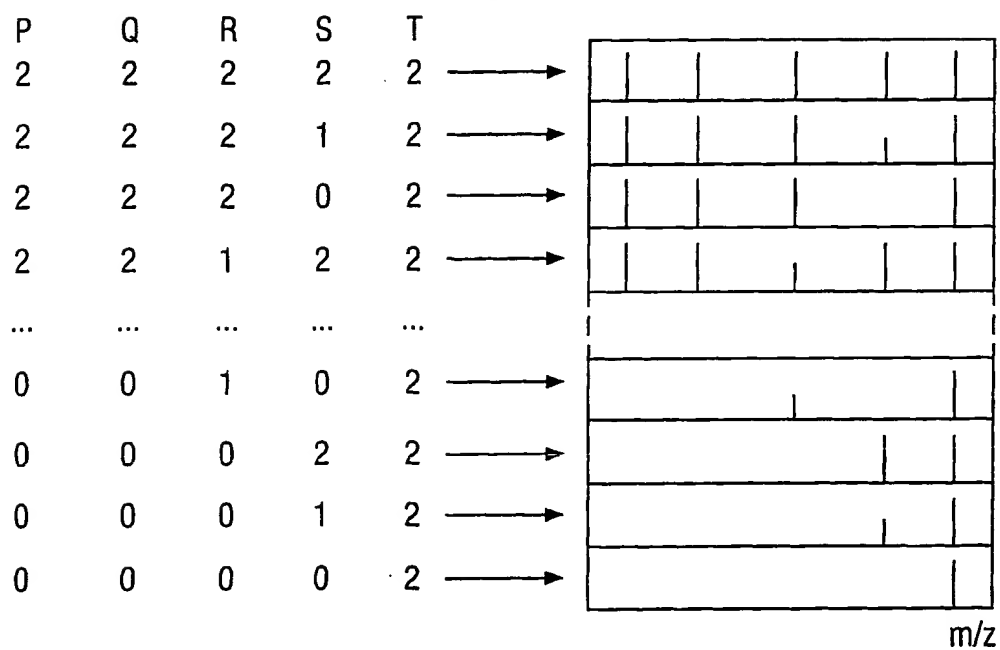 P Q R S T
2 2 2 2 2
2 2 2 1 2
2 2 2 0 2
2 2 1 2 2
... ... ... ... ...
0 0 1 0 2
0 0 0 2 2
0 0 0 1 2
0 0 0 0 2
m/z